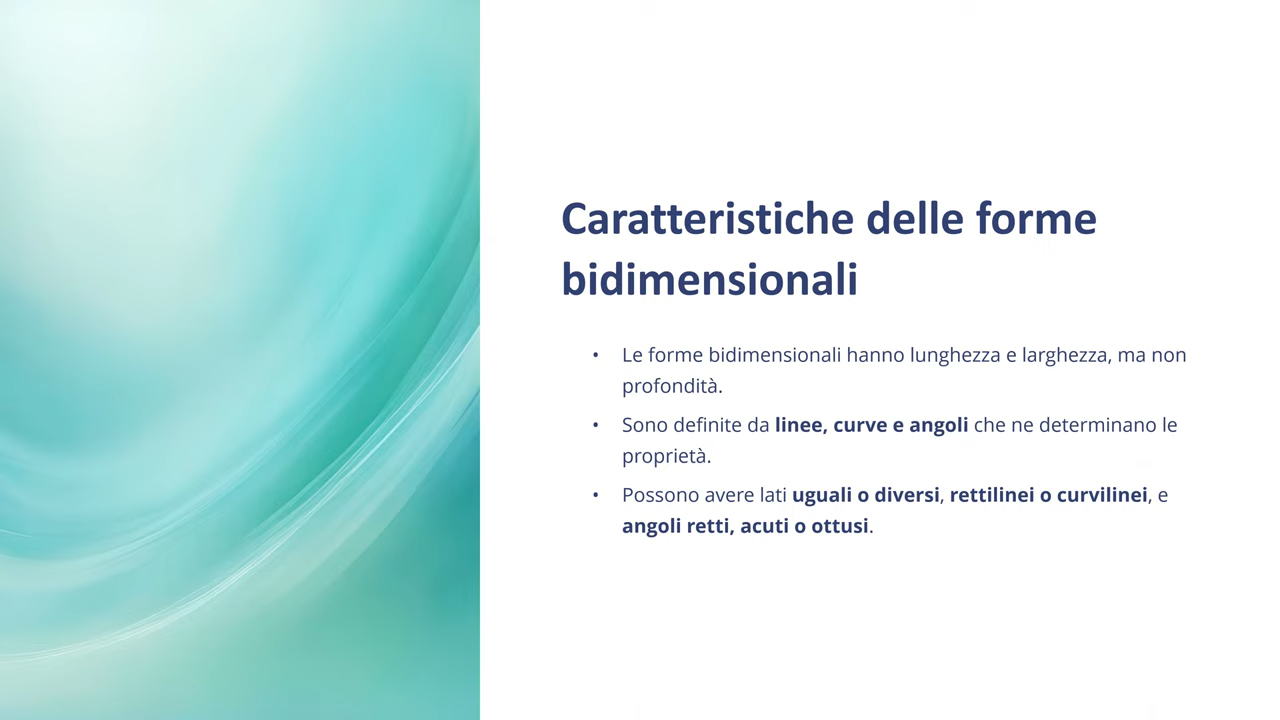 Caratteristiche delle forme
bidimensionali
• Le forme bidimensionali hanno lunghezza e larghezza, ma non
profondità.
• Sono definite da linee, curve e angoli che ne determinano le
proprietà.
• Possono avere lati uguali o diversi, rettilinei o curvilinei, e
angoli retti, acuti o ottusi.